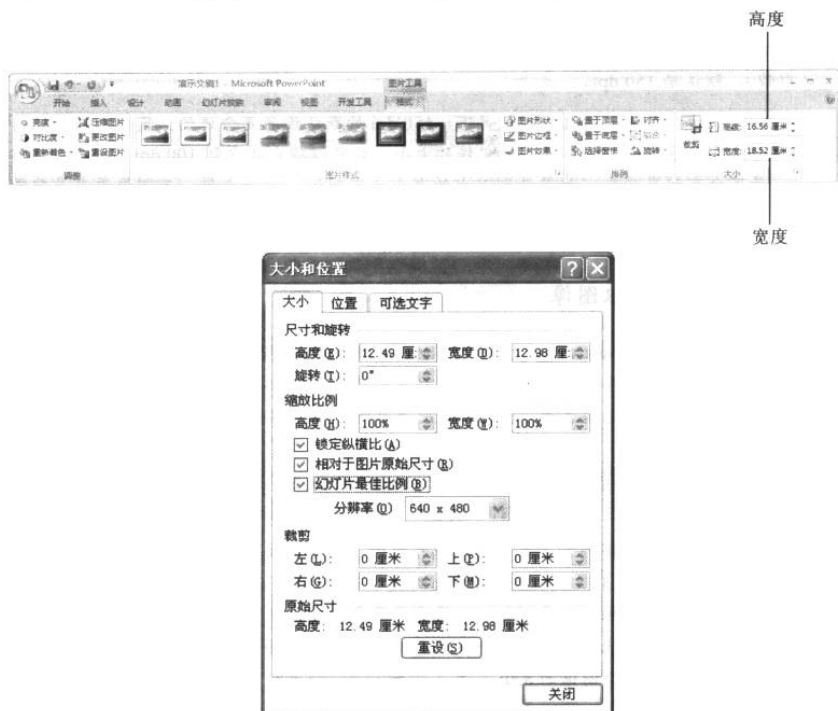 高度
演示文稿1 - Microsoft PowerPoint 图片工具
开始 插入 设计 动画 幻灯片放映 审阅 视图 开发工具 格式
亮度 压缩图片 图片形状 置于顶层 对齐 高度: 16.56 厘米
对比度 更改图片 图片边框 置于底层 组合 裁剪
重新着色 重设图片 图片效果 选择窗格 旋转 宽度: 18.52 厘米
调整 图片样式 排列 大小
宽度
大小和位置
大小 位置 可选文字
尺寸和旋转
高度(E): 12.49 厘 宽度(D): 12.98 厘
旋转(T): 0°
缩放比例
高度(H): 100% 宽度(W): 100%
锁定纵横比(A)
相对于图片原始尺寸(R)
幻灯片最佳比例(B)
分辨率(O) 640 x 480
裁剪
左(L): 0 厘米 上(P): 0 厘米
右(G): 0 厘米 下(M): 0 厘米
原始尺寸
高度: 12.49 厘米 宽度: 12.98 厘米
重设(S)
关闭